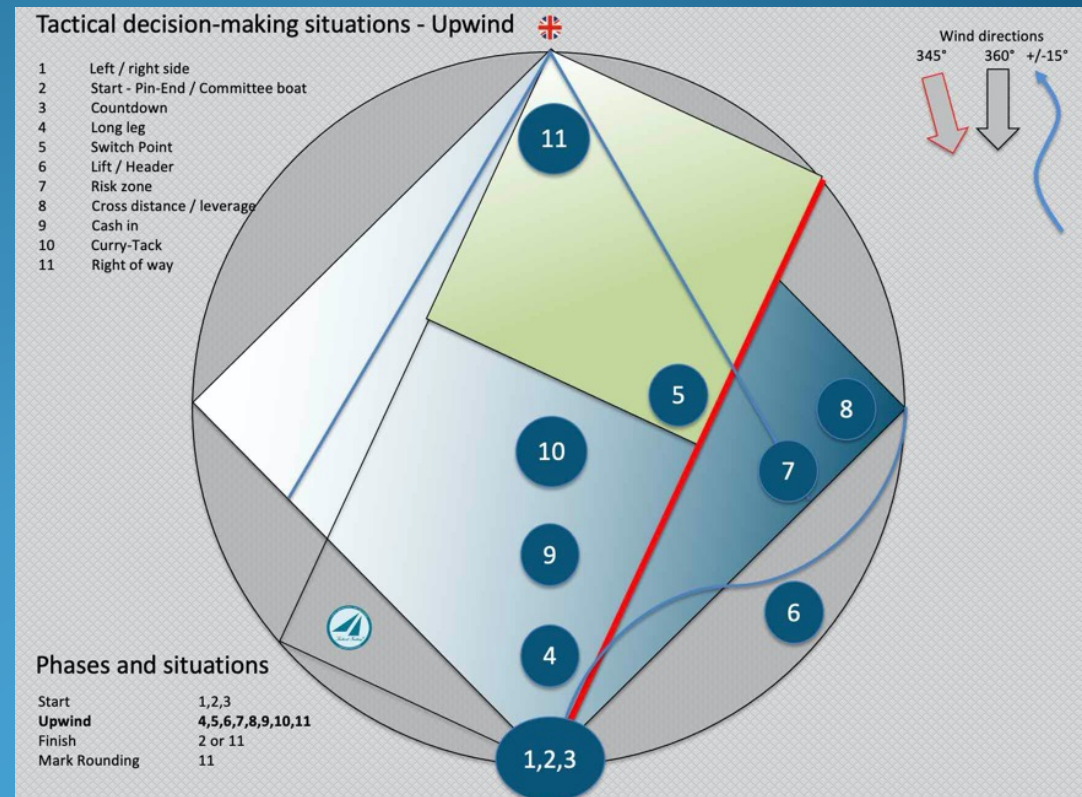 Tactical decision-making situations - Upwind
Wind directions
345° 360° +/-15°
1 Left / right side
2 Start - Pin-End / Committee boat
3 Countdown
4 Long leg
5 Switch Point
6 Lift / Header
7 Risk zone
8 Cross distance / leverage
9 Cash in
10 Curry-Tack
11 Right of way
11
5
8
10
7
9
6
4
1,2,3
Phases and situations
Start 1,2,3
Upwind 4,5,6,7,8,9,10,11
Finish 2 or 11
Mark Rounding 11